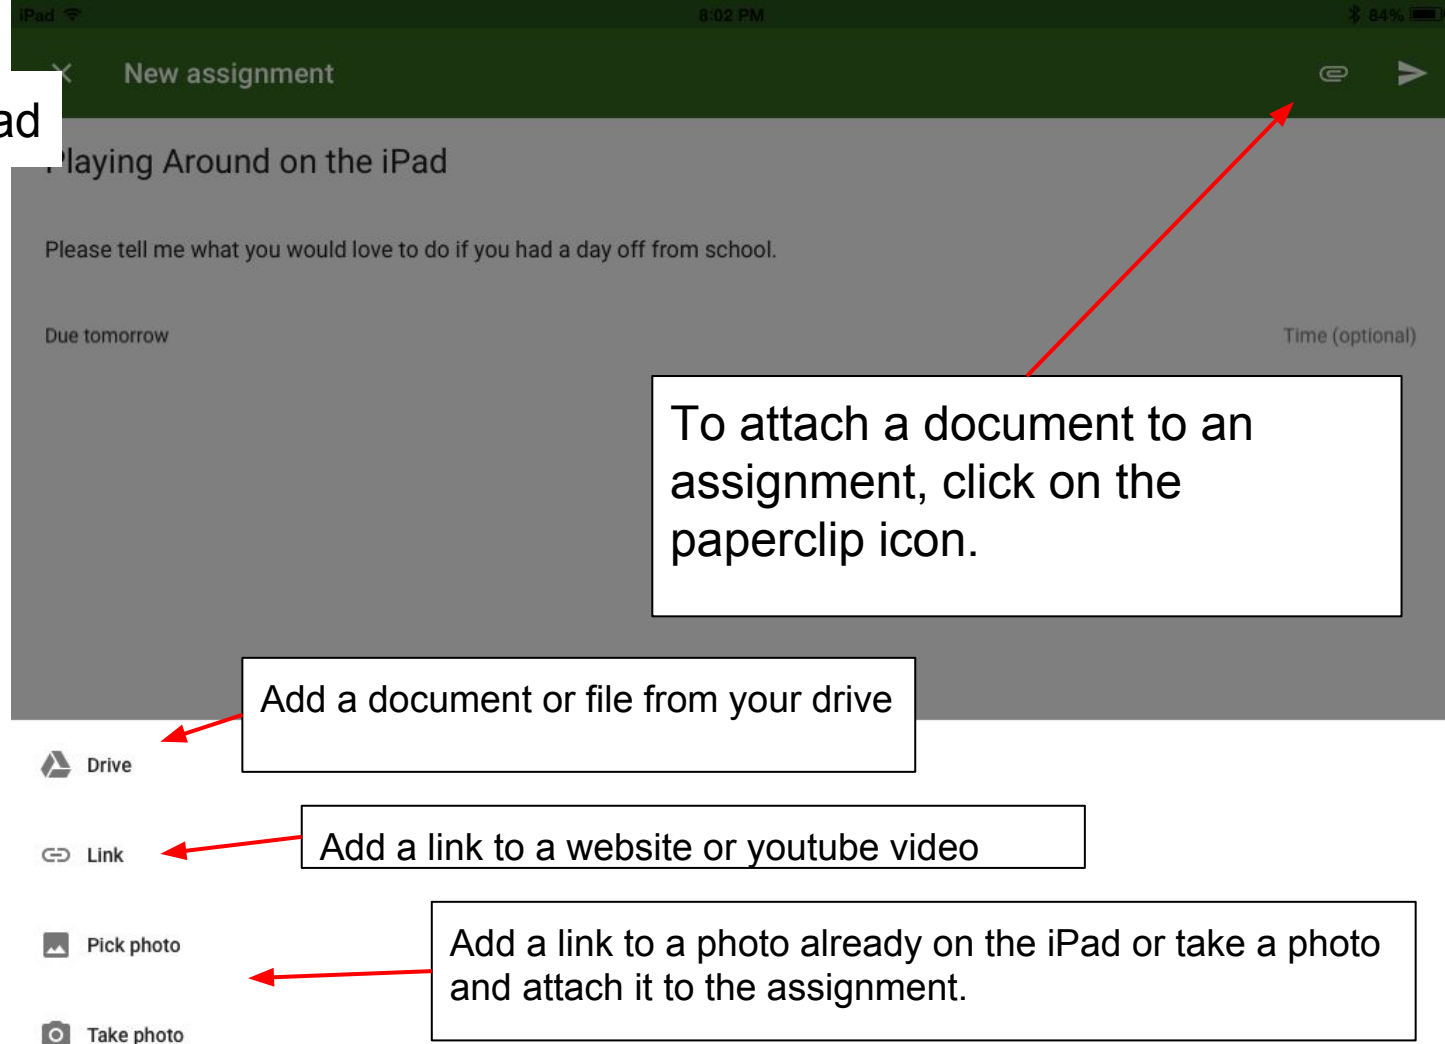 iPad 8:02 PM 84%
New assignment
ad
Playing Around on the iPad
Please tell me what you would love to do if you had a day off from school.
Due tomorrow Time (optional)
To attach a document to an
assignment, click on the
paperclip icon.
Add a document or file from your drive
Drive
Add a link to a website or youtube video
Link
Add a link to a photo already on the iPad or take a photo
and attach it to the assignment.
Pick photo
Take photo